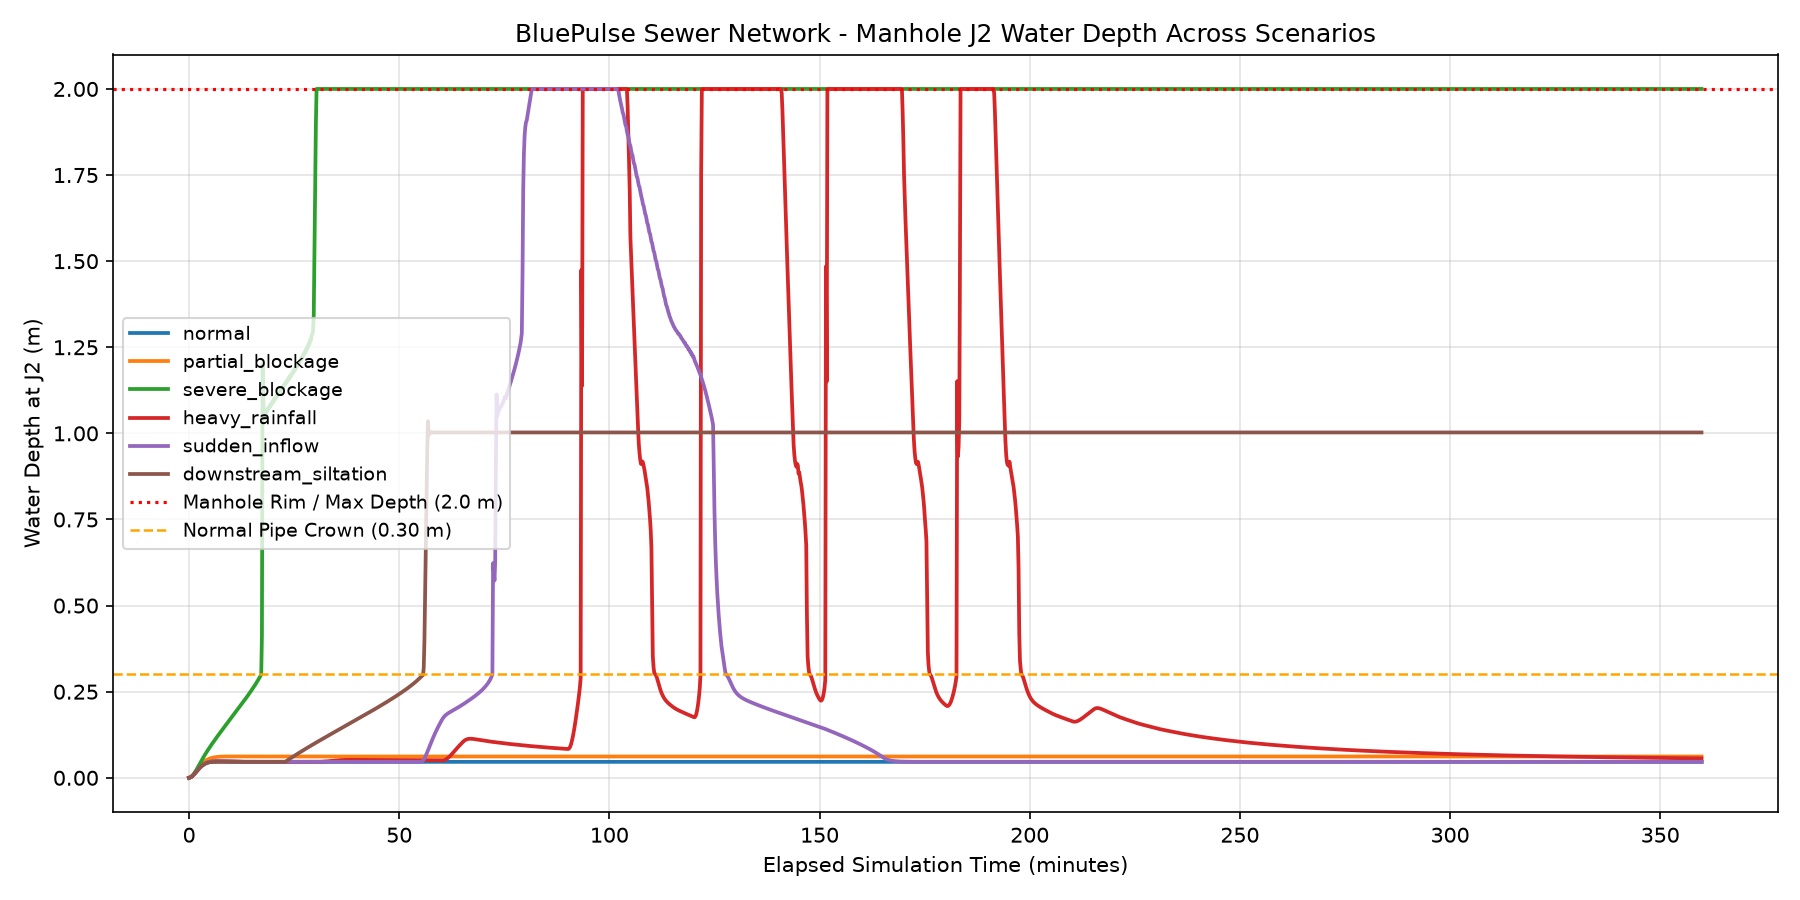 BluePulse Sewer Network - Manhole J2 Water Depth Across Scenarios
Water Depth at J2 (m)
2.00
1.75
1.50
1.25
1.00
0.75
0.50
0.25
0.00
normal
partial_blockage
severe_blockage
heavy_rainfall
sudden_inflow
downstream_siltation
Manhole Rim / Max Depth (2.0 m)
Normal Pipe Crown (0.30 m)
0 50 100 150 200 250 300 350
Elapsed Simulation Time (minutes)